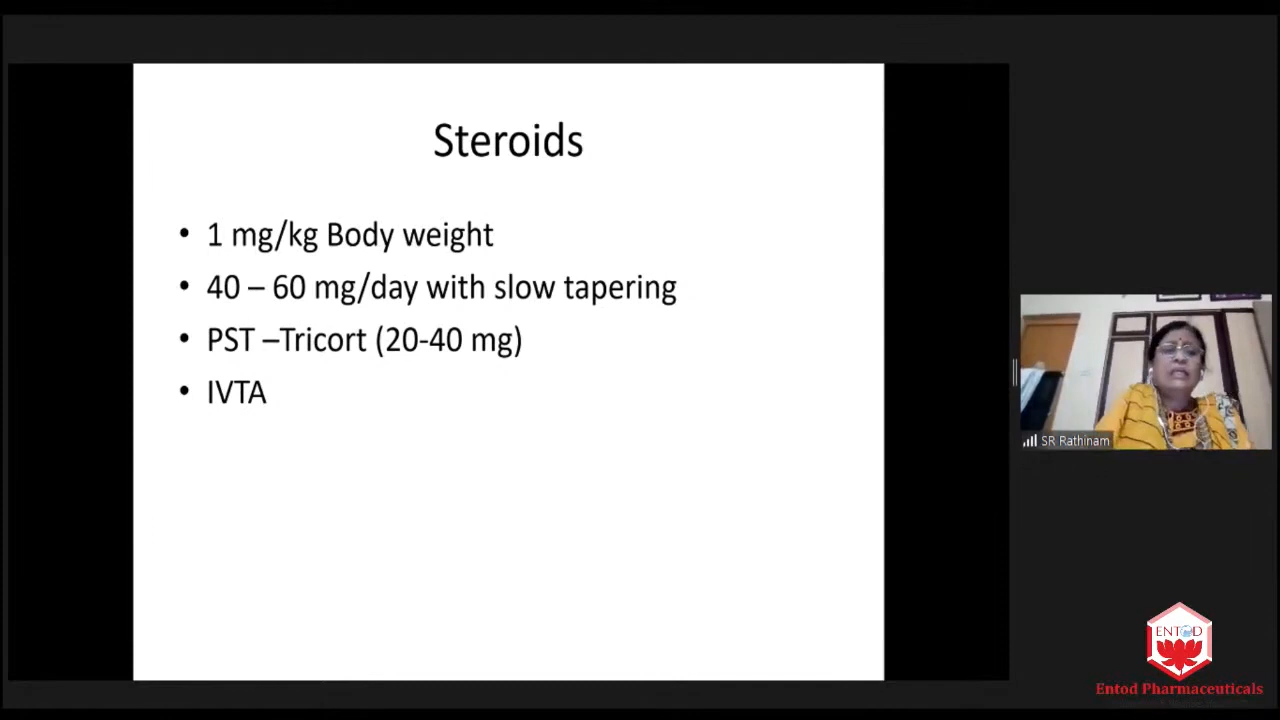 Steroids
• 1 mg/kg Body weight
• 40 – 60 mg/day with slow tapering
• PST –Tricort (20-40 mg)
• IVTA
SR Rathinam
ENTOD
Entod Pharmaceuticals